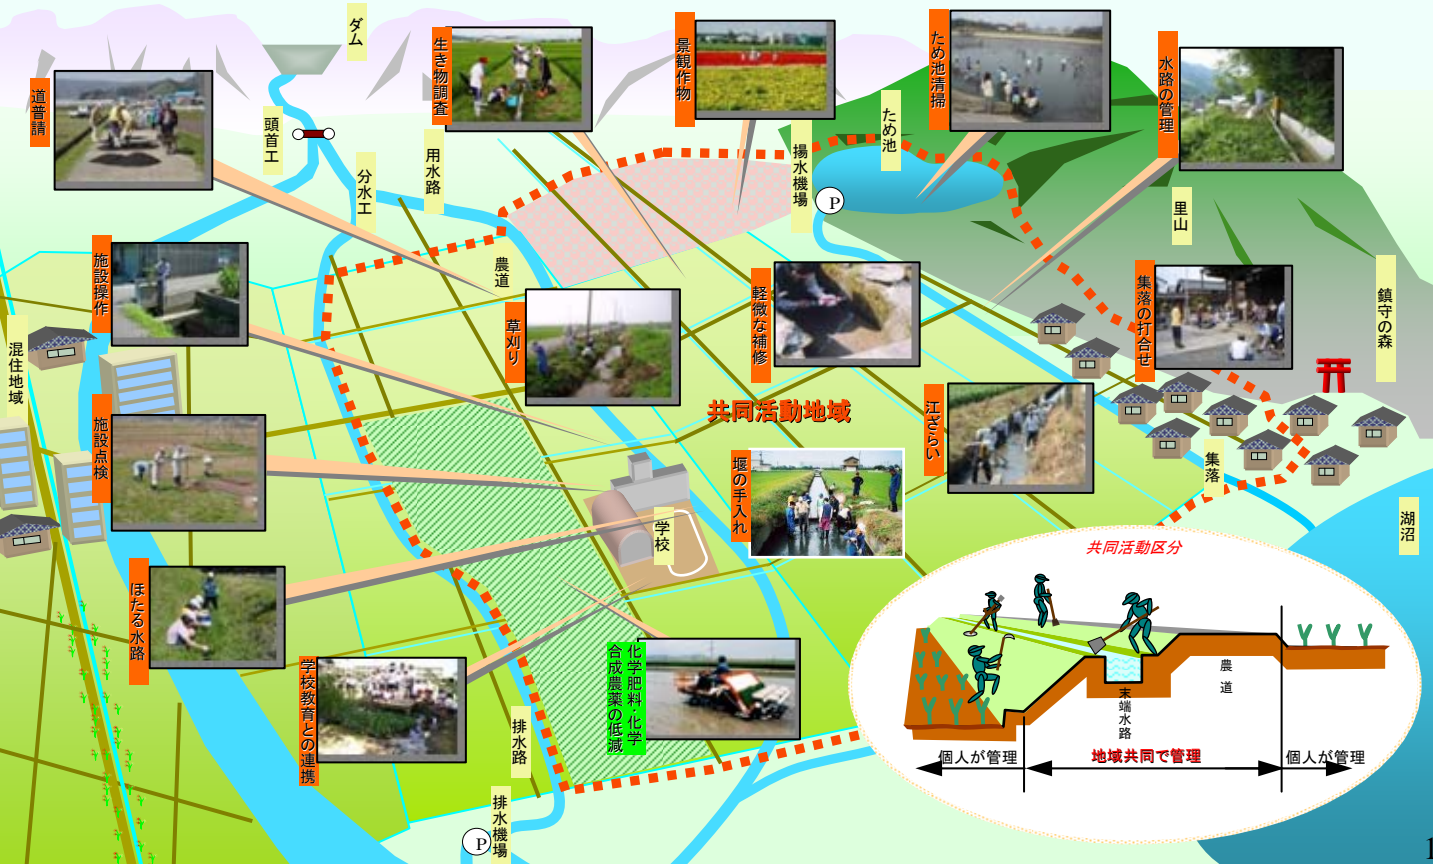 ダム
道普請
頭首工
分水工
用水路
生き物調査
景観作物
揚水機場
P
ため池
ため池清掃
水路の管理
里山
鎮守の森
施設操作
農道
草刈り
軽微な補修
集落の打合せ
混住地域
施設点検
共同活動地域
江ざらい
堰の手入れ
集落
湖沼
学校
ほたる水路
学校教育との連携
排水路
化学肥料・化学
合成農薬の低減
排水機場
P
共同活動区分
農道
末端水路
個人が管理
地域共同で管理
個人が管理
1